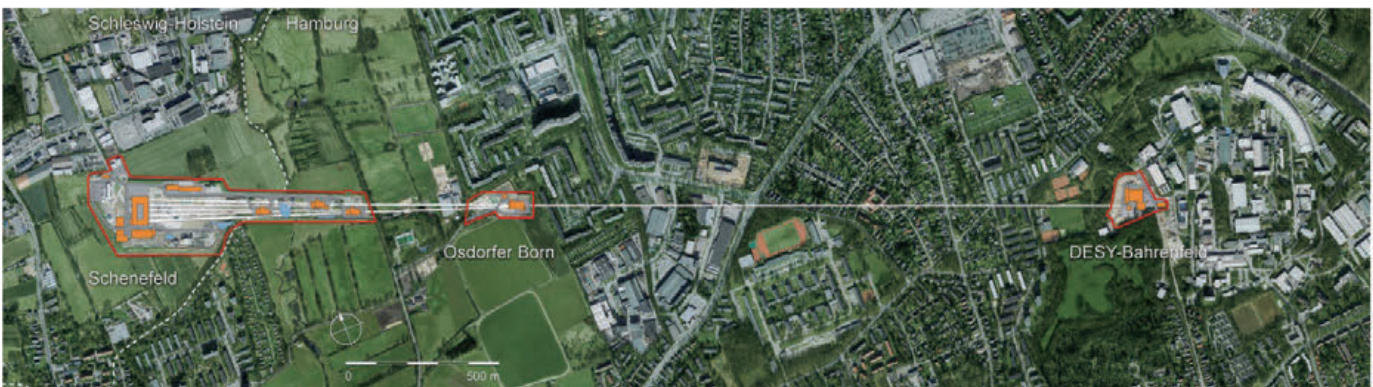 Schleswig-Holstein
Hamburg
Schenefeld
Osdorfer Born
DESY-Bahrenfeld
0
500 m